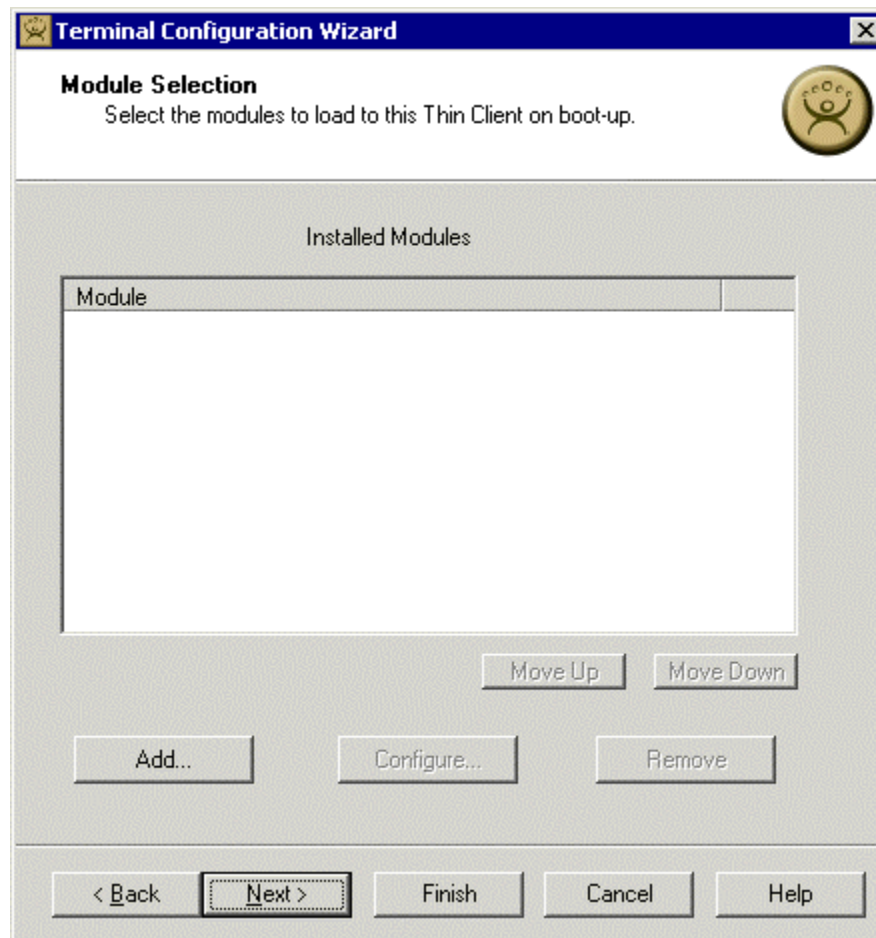 Terminal Configuration Wizard
Module Selection
Select the modules to load to this Thin Client on boot-up.
Installed Modules
Module
Move Up Move Down
Add... Configure... Remove
< Back Next > Finish Cancel Help